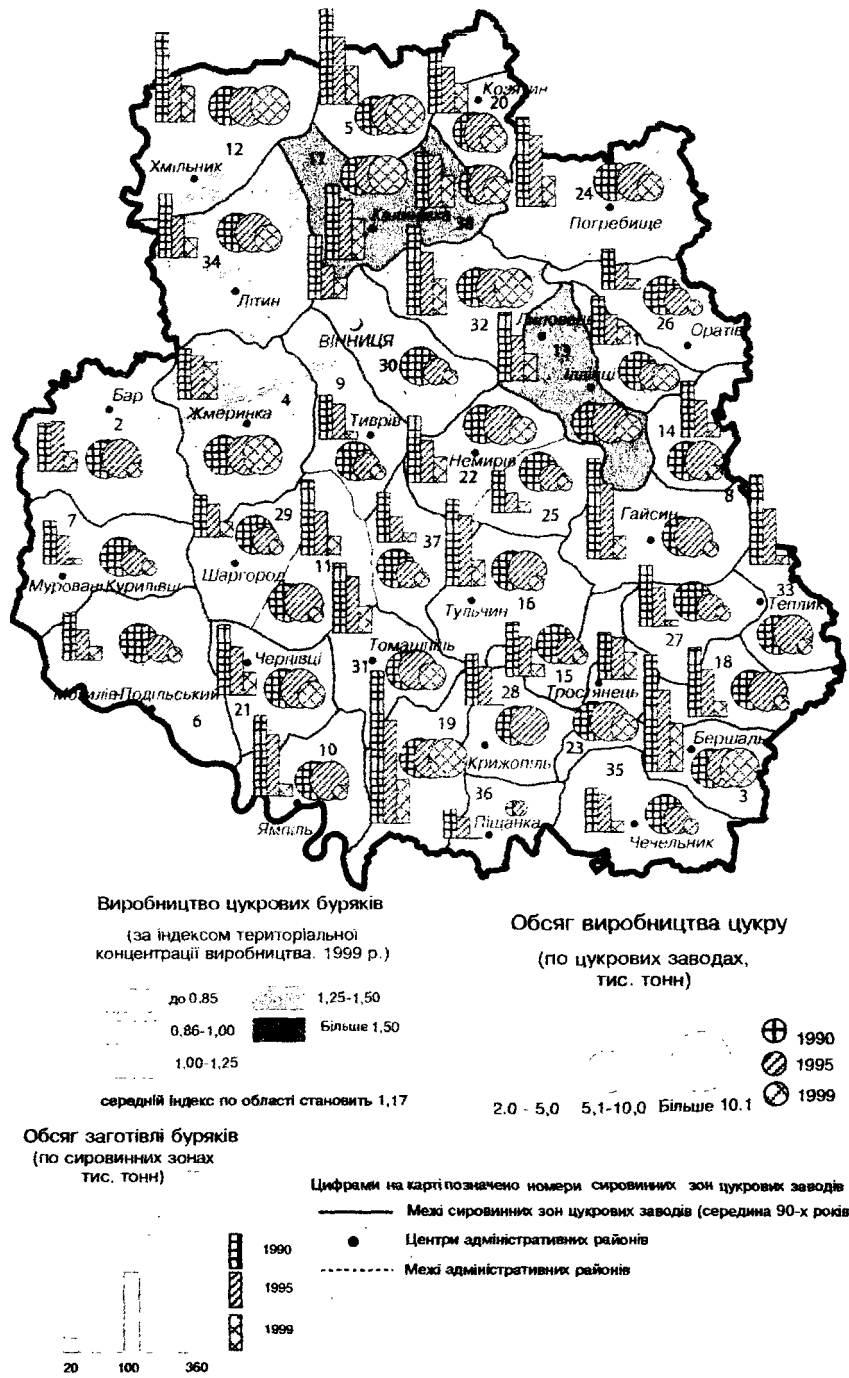 Козятин
20
5
12
17
Хмільник
24
Погребище
Калинівка
38
34
Літин
32
26
Оратів
Липовець
1
ВІННИЦЯ
13
30
Іллінці
9
Бар
2
4
Жмеринка
Тиврів
14
Немирів
22
8
25
Гайсин
7
29
37
11
33
Муровані Курилівці
Шаргород
16
Теплик
Тульчин
27
Томашпіль
Чернівці
31
15
18
28
Тростянець
Могилів-Подільський
21
6
19
Бершадь
10
23
Крижопіль
35
36
3
Ямпіль
Піщанка
Чечельник
Виробництво цукрових буряків
(за індексом територіальної
концентрації виробництва. 1999 р.)
до 0.85
1,25-1,50
0,86-1,00
Більше 1,50
1,00-1,25
середній індекс по області становить 1,17
Обсяг виробництва цукру
(по цукрових заводах,
тис. тонн)
1990
1995
1999
2.0 - 5,0 5,1-10,0 Більше 10.1
Обсяг заготівлі буряків
(по сировинних зонах
тис. тонн)
1990
1995
1999
20 100 360
Цифрами на карті позначено номери сировинних зон цукрових заводів
Межі сировинних зон цукрових заводів (середина 90-х років
Центри адміністративних районів
Межі адміністративних районів